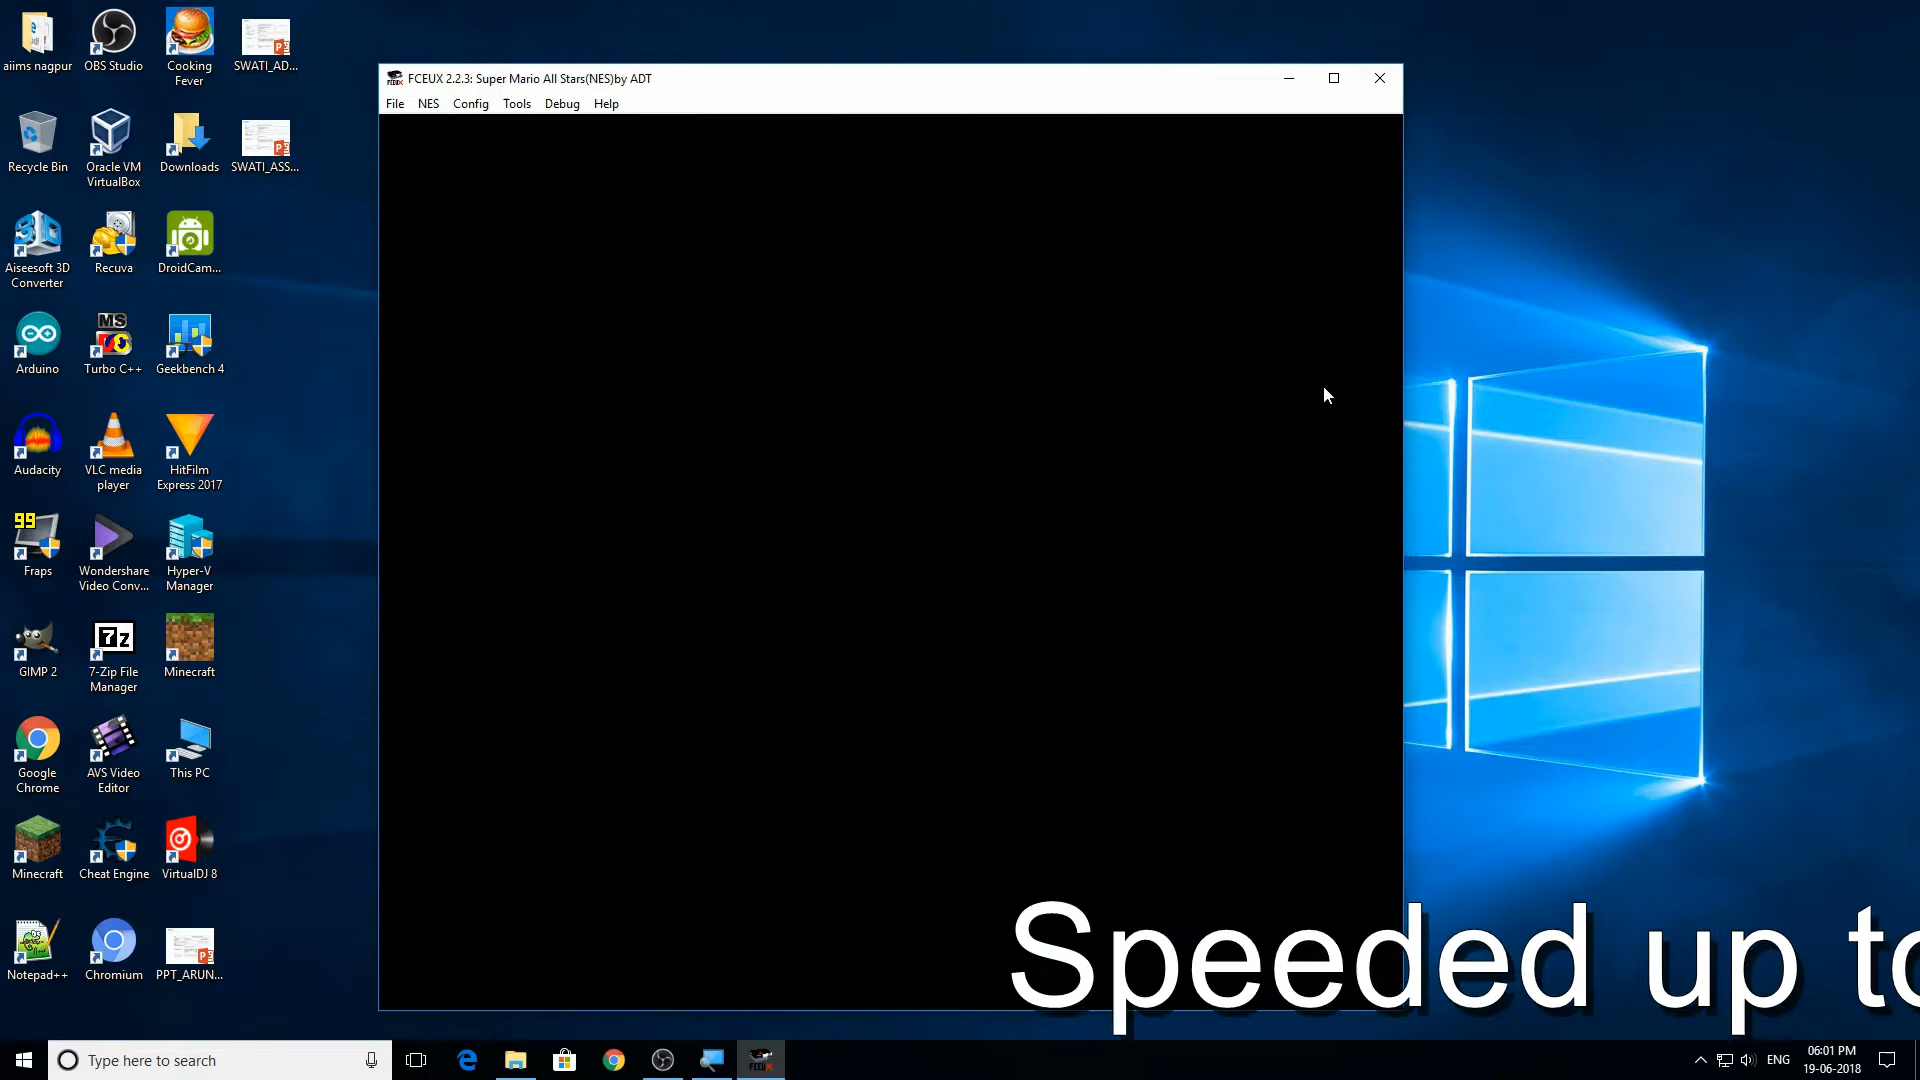 aiims nagpur
OBS Studio
Cooking
Fever
SWATI_AD...
Recycle Bin
Oracle VM
VirtualBox
Downloads
SWATI_ASS...
Aiseesoft 3D
Converter
Recuva
DroidCam...
Arduino
MS
Turbo C++
Geekbench 4
Audacity
VLC media
player
HitFilm
Express 2017
99
Fraps
Wondershare
Video Conv...
Hyper-V
Manager
GIMP 2
7z
7-Zip File
Manager
Minecraft
Google
Chrome
AVS Video
Editor
This PC
Minecraft
Cheat Engine
VirtualDJ 8
Notepad++
Chromium
PPT_ARUN...
FCEUX 2.2.3: Super Mario All Stars(NES)by ADT
File NES Config Tools Debug Help
Speeded up to
Type here to search
ENG
06:01 PM
19-06-2018